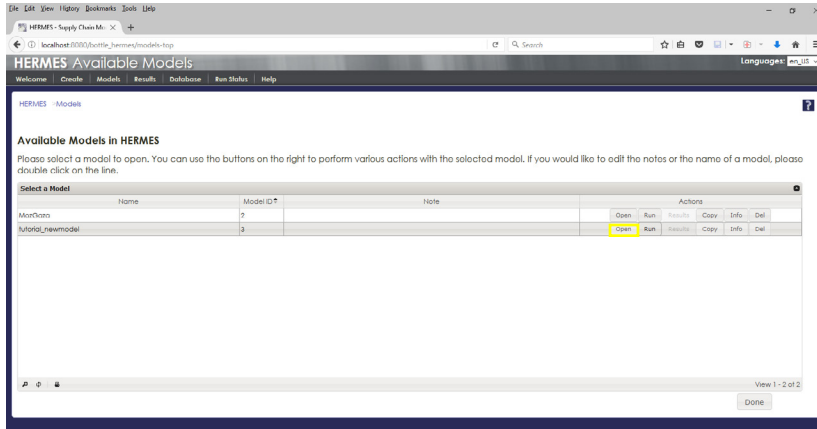 File Edit View History Bookmarks Tools Help
HERMES - Supply Chain Mo
localhost:8080/bottle_hermes/models-top
Search
HERMES Available Models
Languages: en_US
Welcome Create Models Results Database Run Status Help
HERMES >Models
?
Available Models in HERMES
Please select a model to open. You can use the buttons on the right to perform various actions with the selected model. If you would like to edit the notes or the name of a model, please
double click on the line.
Select a Model
Name Model ID Note Actions
MozGaza 2 Open Run Results Copy Info Del
tutorial_newmodel 3 Open Run Results Copy Info Del
View 1 - 2 of 2
Done